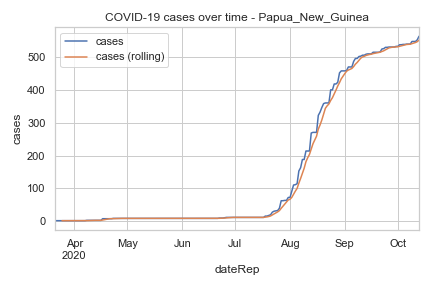 COVID-19 cases over time - Papua_New_Guinea
cases
cases (rolling)
500
400
300
200
100
0
cases
Apr May Jun Jul Aug Sep Oct
2020
dateRep